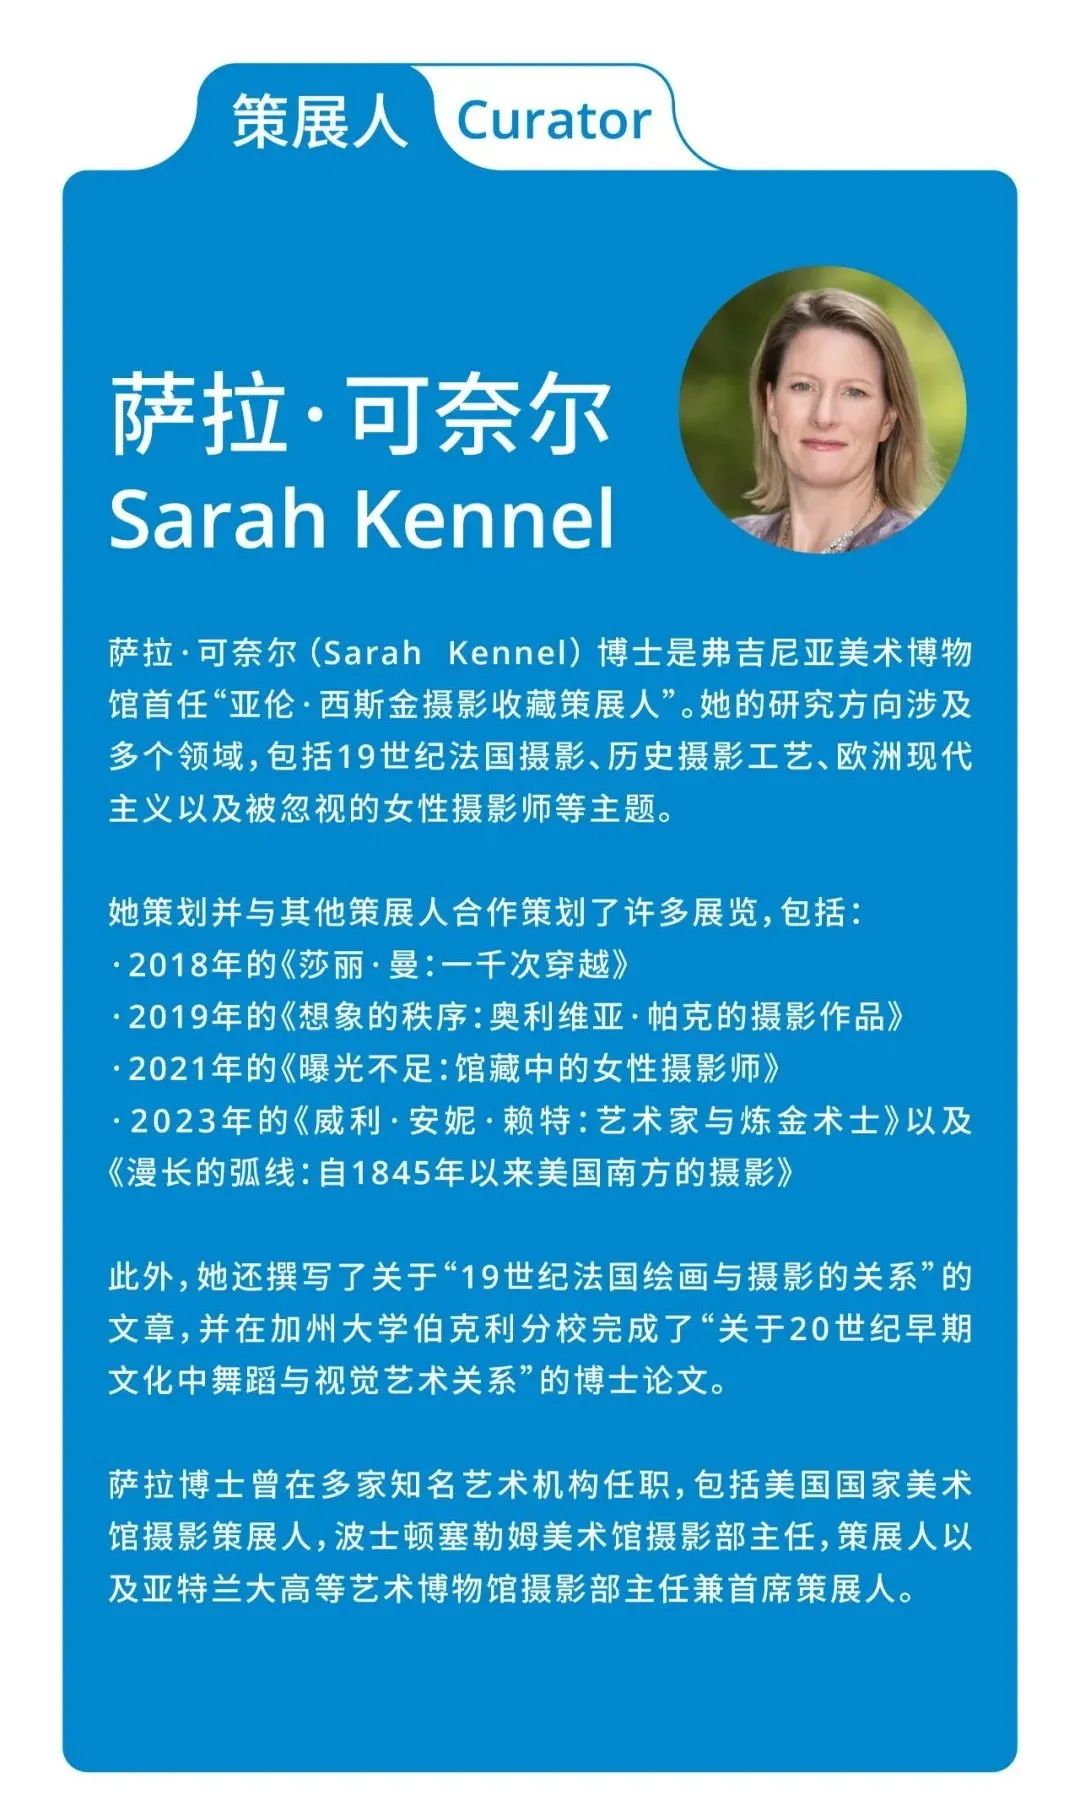 策展人 Curator
萨拉·可奈尔
Sarah Kennel
萨拉·可奈尔（Sarah Kennel）博士是弗吉尼亚美术博物
馆首任“亚伦·西斯金摄影收藏策展人”。她的研究方向涉及
多个领域，包括19世纪法国摄影、历史摄影工艺、欧洲现代
主义以及被忽视的女性摄影师等主题。
她策划并与其他策展人合作策划了许多展览，包括：
·2018年的《莎丽·曼：一千次穿越》
·2019年的《想象的秩序：奥利维亚·帕克的摄影作品》
·2021年的《曝光不足：馆藏中的女性摄影师》
·2023年的《威利·安妮·赖特：艺术家与炼金术士》以及
《漫长的弧线：自1845年以来美国南方的摄影》
此外，她还撰写了关于“19世纪法国绘画与摄影的关系”的
文章，并在加州大学伯克利分校完成了“关于20世纪早期
文化中舞蹈与视觉艺术关系”的博士论文。
萨拉博士曾在多家知名艺术机构任职，包括美国国家美术
馆摄影策展人，波士顿塞勒姆美术馆摄影部主任，策展人以
及亚特兰大高等艺术博物馆摄影部主任兼首席策展人。